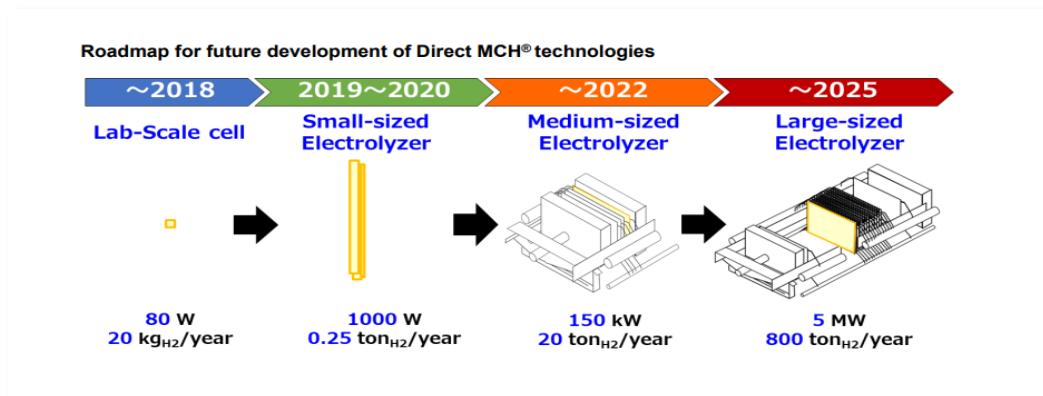 Roadmap for future development of Direct MCH® technologies
～2018
2019～2020
～2022
～2025
Lab-Scale cell
Small-sized
Electrolyzer
Medium-sized
Electrolyzer
Large-sized
Electrolyzer
80 W
20 kgH2/year
1000 W
0.25 tonH2/year
150 kW
20 tonH2/year
5 MW
800 tonH2/year